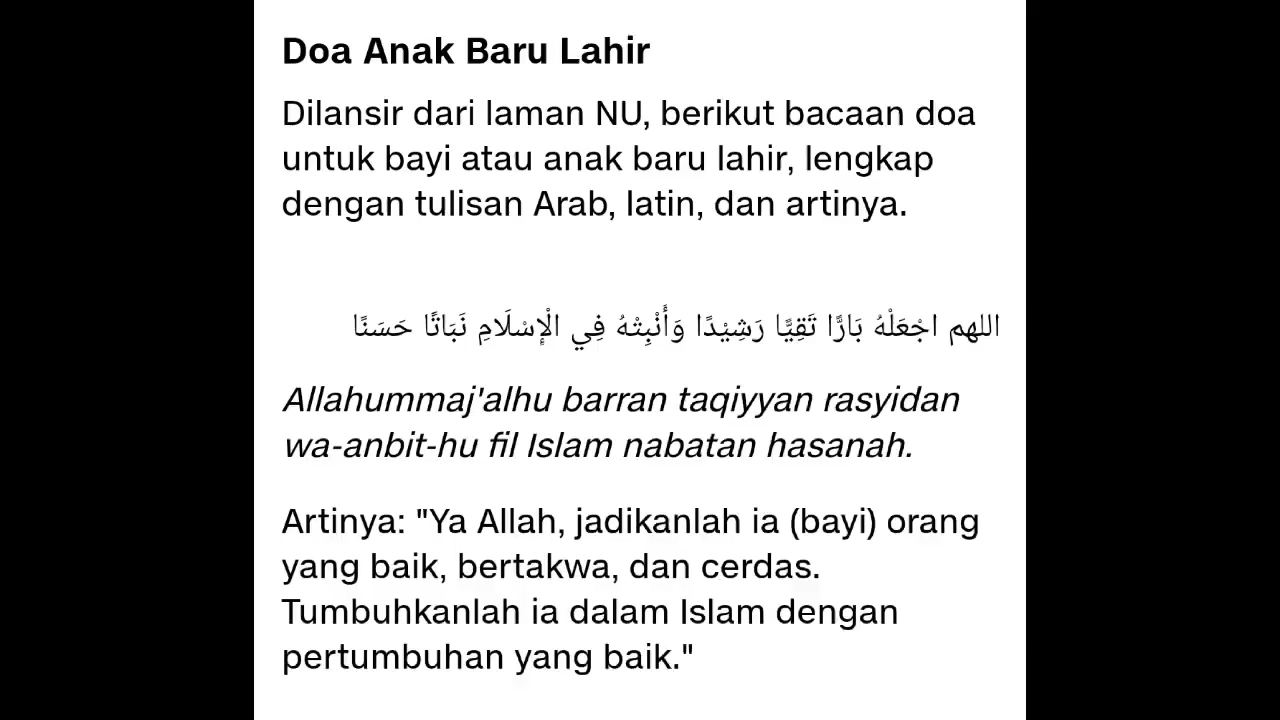 Doa Anak Baru Lahir
Dilansir dari laman NU, berikut bacaan doa
untuk bayi atau anak baru lahir, lengkap
dengan tulisan Arab, latin, dan artinya.
اللهم اجْعَلْهُ بَارًّا تَقِيًّا رَشِيْدًا وَأَنْبِتْهُ فِي الْإِسْلَامِ نَبَاتًا حَسَنًا
Allahummaj'alhu barran taqiyyan rasyidan
wa-anbit-hu fil Islam nabatan hasanah.
Artinya: "Ya Allah, jadikanlah ia (bayi) orang
yang baik, bertakwa, dan cerdas.
Tumbuhkanlah ia dalam Islam dengan
pertumbuhan yang baik."